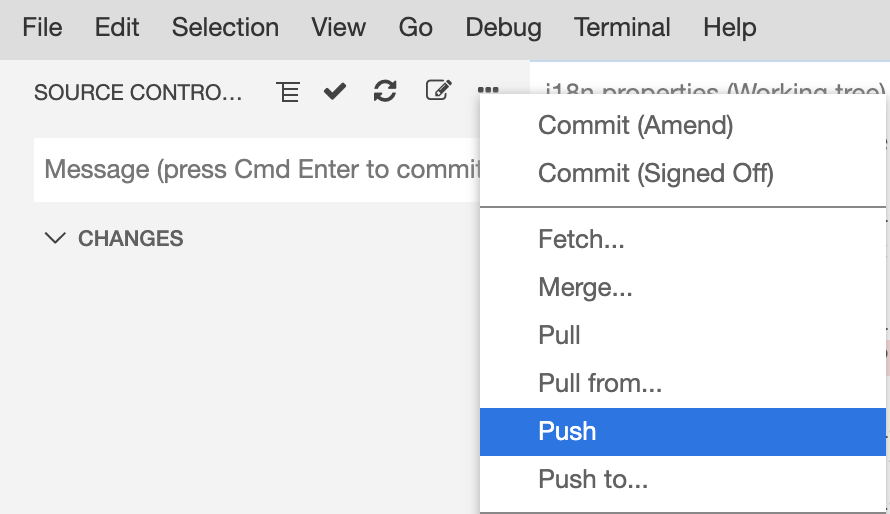 File Edit Selection View Go Debug Terminal Help
SOURCE CONTRO...
i18n.properties (Working tree)
Message (press Cmd Enter to commit
CHANGES
Commit (Amend)
Commit (Signed Off)
Fetch...
Merge...
Pull
Pull from...
Push
Push to...